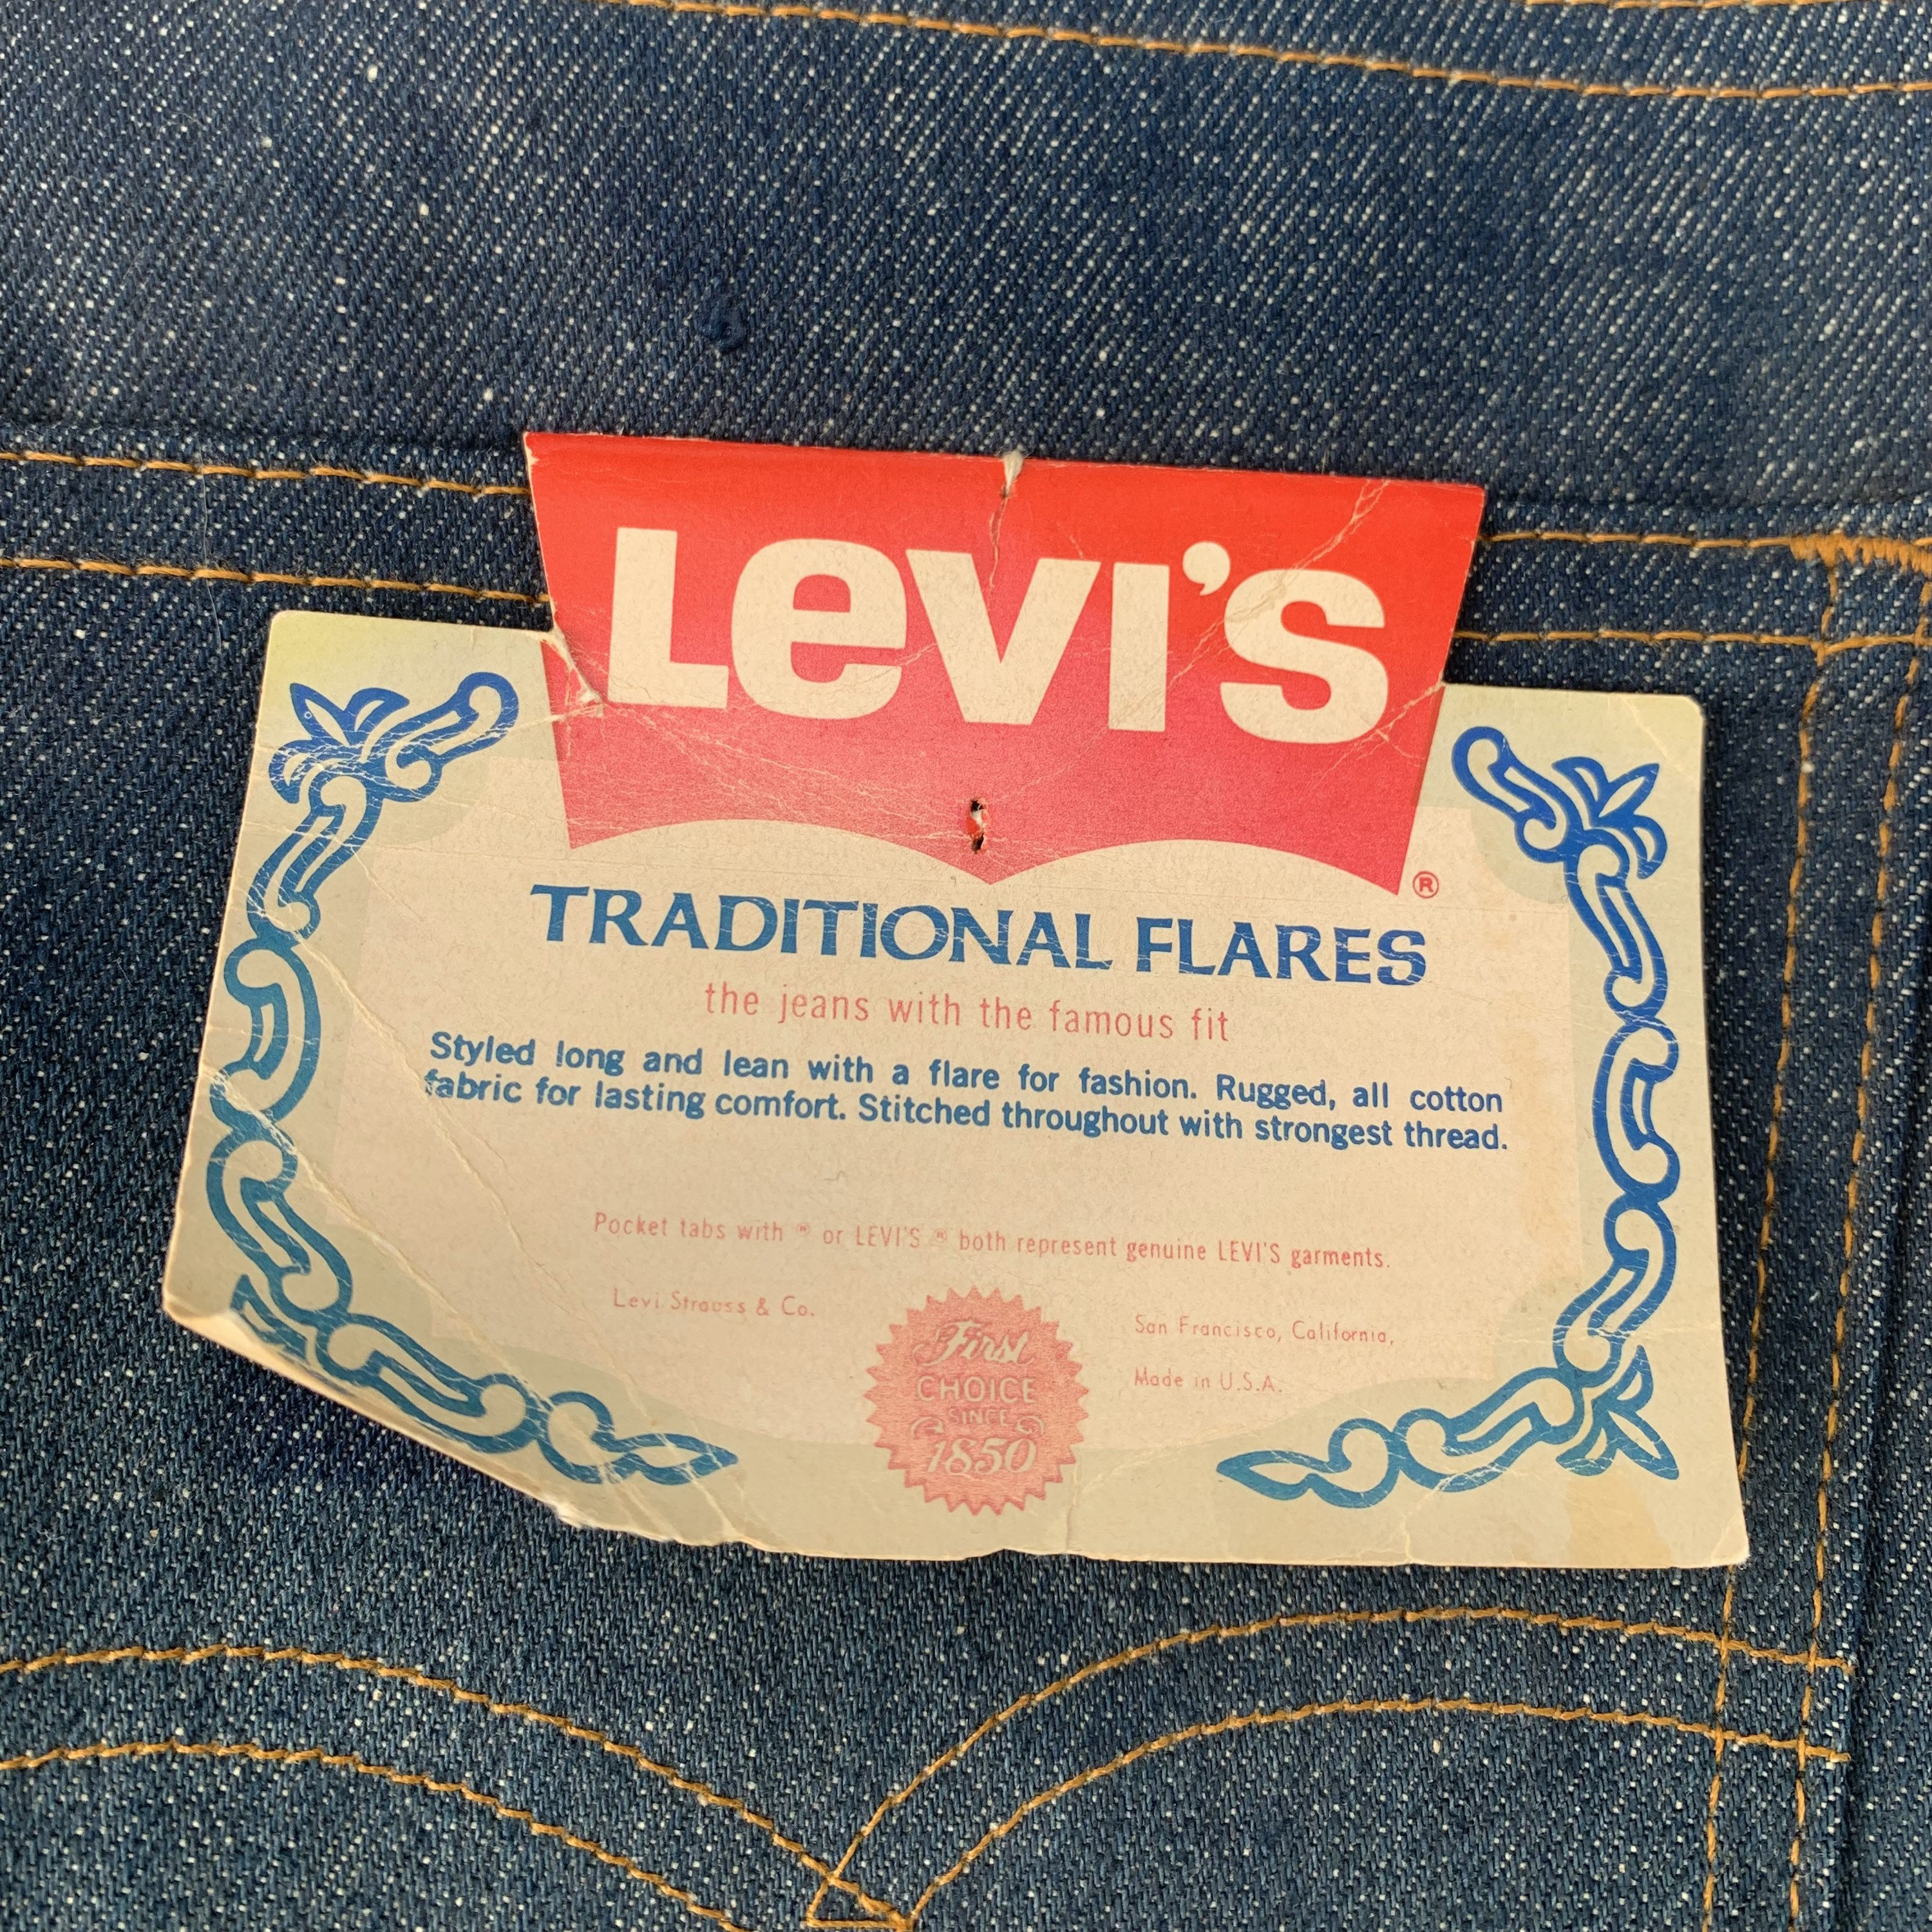 Levi's
®
TRADITIONAL FLARES
the jeans with the famous fit
Styled long and lean with a flare for fashion. Rugged, all cotton
fabric for lasting comfort. Stitched throughout with strongest thread.
Pocket tabs with ® or LEVI'S ® both represent genuine LEVI'S garments.
Levi Strauss & Co.
First
CHOICE
SINCE
1850
San Francisco, California,
Made in U.S.A.